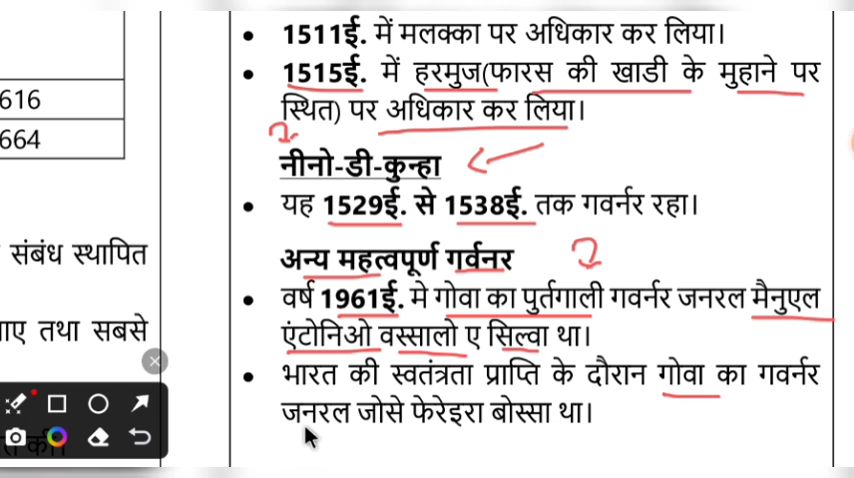 616
664
संबंध स्थापित
ाए तथा सबसे
त की।
• 1511ई. में मलक्का पर अधिकार कर लिया।
• 1515ई. में हरमुज(फारस की खाडी के मुहाने पर
स्थित) पर अधिकार कर लिया।
नीनो-डी-कुन्हा
• यह 1529ई. से 1538ई. तक गवर्नर रहा।
अन्य महत्वपूर्ण गर्वनर
• वर्ष 1961ई. मे गोवा का पुर्तगाली गवर्नर जनरल मैनुएल
एंटोनिओ वस्सालो ए सिल्वा था।
• भारत की स्वतंत्रता प्राप्ति के दौरान गोवा का गवर्नर
जनरल जोसे फेरेइरा बोस्सा था।